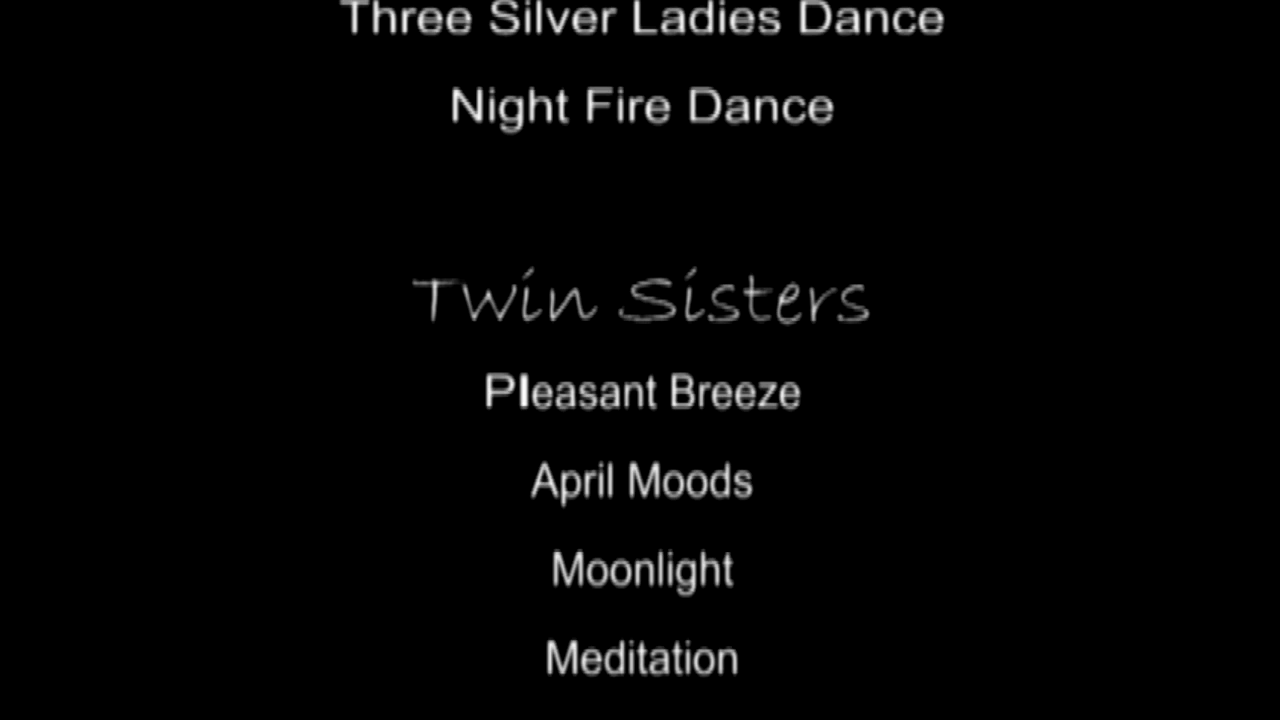 Three Silver Ladies Dance
Night Fire Dance
Twin Sisters
Pleasant Breeze
April Moods
Moonlight
Meditation